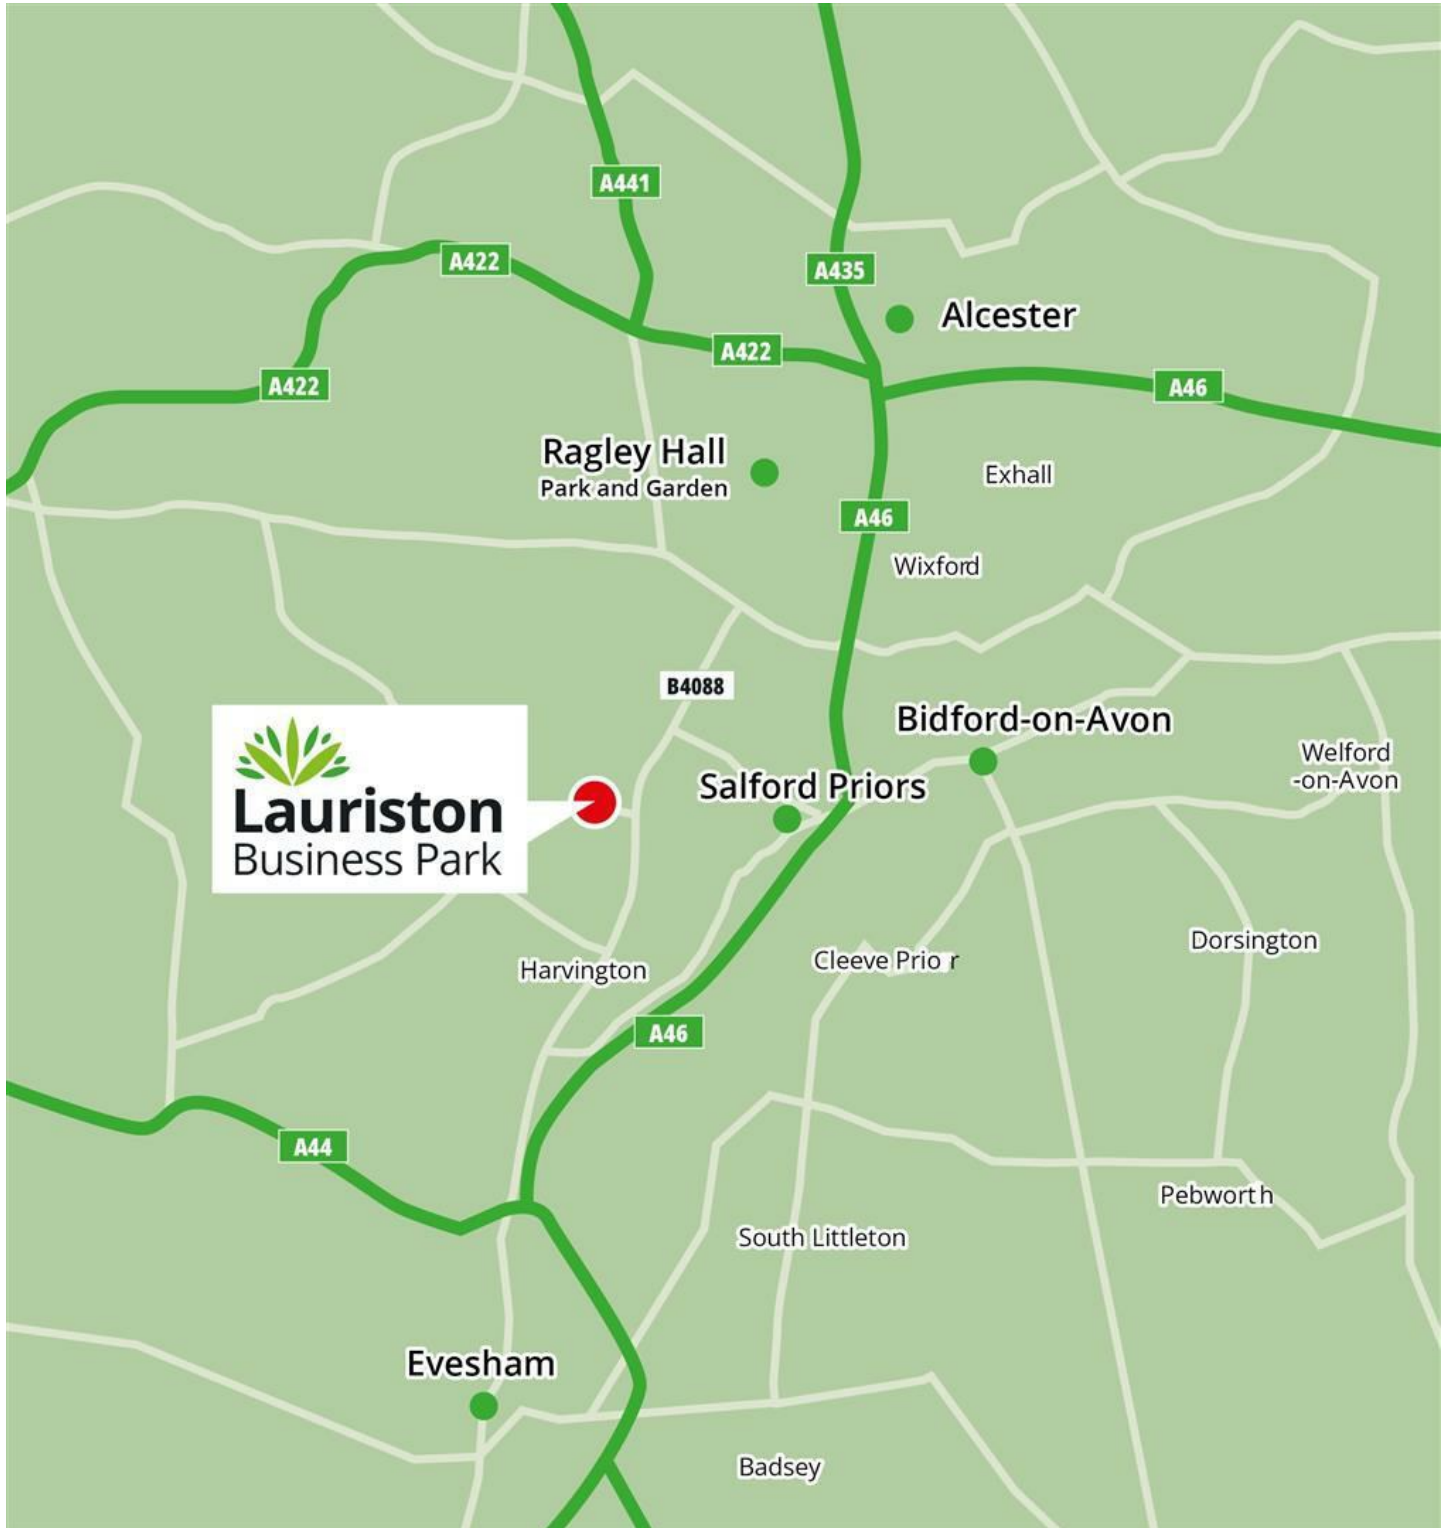 A441
A422
A435
Alcester
A422
A422
A46
Ragley Hall
Park and Garden
Exhall
A46
Wixford
B4088
Bidford-on-Avon
Welford
-on-Avon
Salford Priors
Lauriston
Business Park
Dorsington
Cleeve Prior
Harvington
A46
A44
Pebworth
South Littleton
Evesham
Badsey